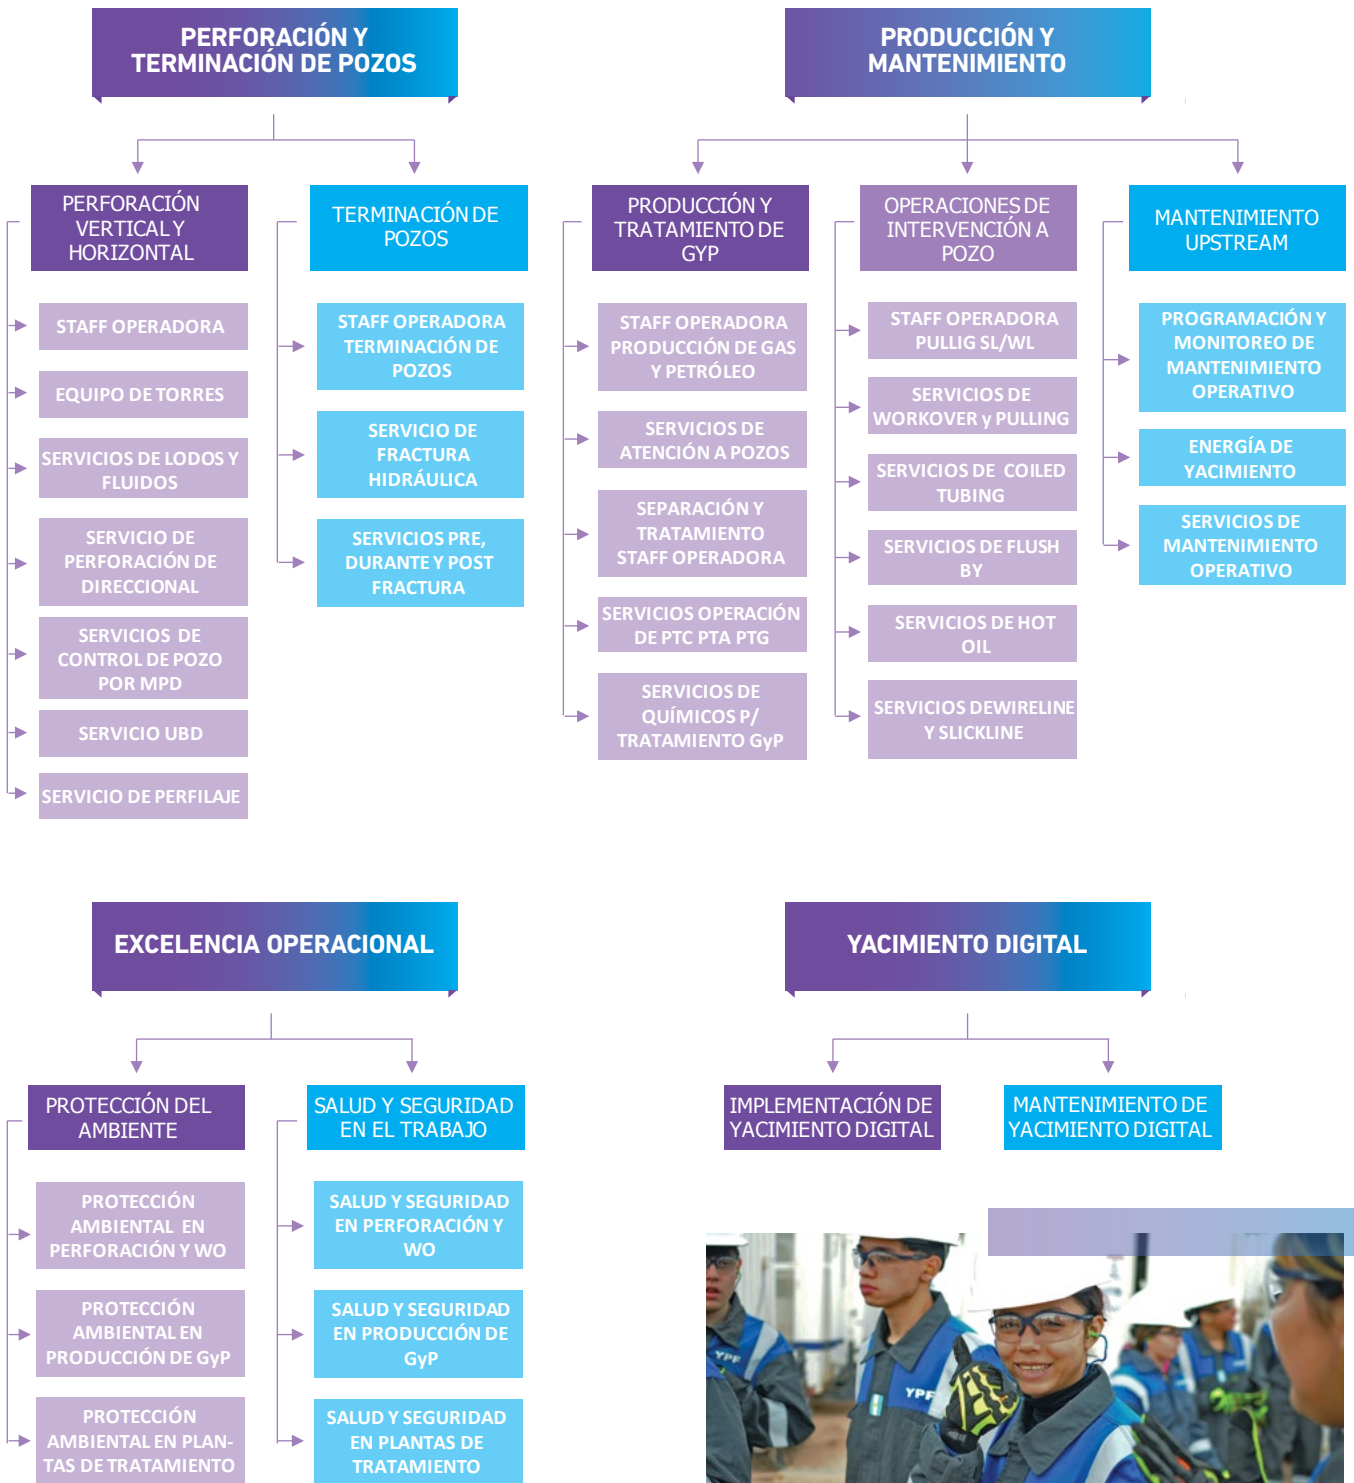 PERFORACIÓN Y
TERMINACIÓN DE POZOS
PERFORACIÓN
VERTICAL Y
HORIZONTAL
STAFF OPERADORA
EQUIPO DE TORRES
SERVICIOS DE LODOS Y
FLUIDOS
SERVICIO DE
PERFORACIÓN DE
DIRECCIONAL
SERVICIOS DE
CONTROL DE POZO
POR MPD
SERVICIO UBD
SERVICIO DE PERFILAJE
TERMINACIÓN DE
POZOS
STAFF OPERADORA
TERMINACIÓN DE
POZOS
SERVICIO DE
FRACTURA
HIDRÁULICA
SERVICIOS PRE,
DURANTE Y POST
FRACTURA
PRODUCCIÓN Y
MANTENIMIENTO
PRODUCCIÓN Y
TRATAMIENTO DE
GYP
STAFF OPERADORA
PRODUCCIÓN DE GAS
Y PETRÓLEO
SERVICIOS DE
ATENCIÓN A POZOS
SEPARACIÓN Y
TRATAMIENTO
STAFF OPERADORA
SERVICIOS OPERACIÓN
DE PTC PTA PTG
SERVICIOS DE
QUÍMICOS P/
TRATAMIENTO GyP
OPERACIONES DE
INTERVENCIÓN A
POZO
STAFF OPERADORA
PULLIG SL/WL
SERVICIOS DE
WORKOVER y PULLING
SERVICIOS DE COILED
TUBING
SERVICIOS DE FLUSH
BY
SERVICIOS DE HOT
OIL
SERVICIOS DEWIRELINE
Y SLICKLINE
MANTENIMIENTO
UPSTREAM
PROGRAMACIÓN Y
MONITOREO DE
MANTENIMIENTO
OPERATIVO
ENERGÍA DE
YACIMIENTO
SERVICIOS DE
MANTENIMIENTO
OPERATIVO
EXCELENCIA OPERACIONAL
PROTECCIÓN DEL
AMBIENTE
PROTECCIÓN
AMBIENTAL EN
PERFORACIÓN Y WO
PROTECCIÓN
AMBIENTAL EN
PRODUCCIÓN DE GyP
PROTECCIÓN
AMBIENTAL EN PLAN-
TAS DE TRATAMIENTO
SALUD Y SEGURIDAD
EN EL TRABAJO
SALUD Y SEGURIDAD
EN PERFORACIÓN Y
WO
SALUD Y SEGURIDAD
EN PRODUCCIÓN DE
GyP
SALUD Y SEGURIDAD
EN PLANTAS DE
TRATAMIENTO
YACIMIENTO DIGITAL
IMPLEMENTACIÓN DE
YACIMIENTO DIGITAL
MANTENIMIENTO DE
YACIMIENTO DIGITAL
YPF
YPF